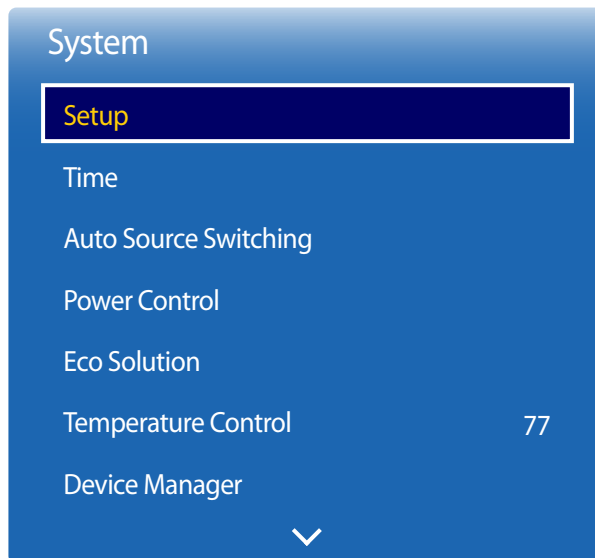 System
Setup
Time
Auto Source Switching
Power Control
Eco Solution
Temperature Control 77
Device Manager